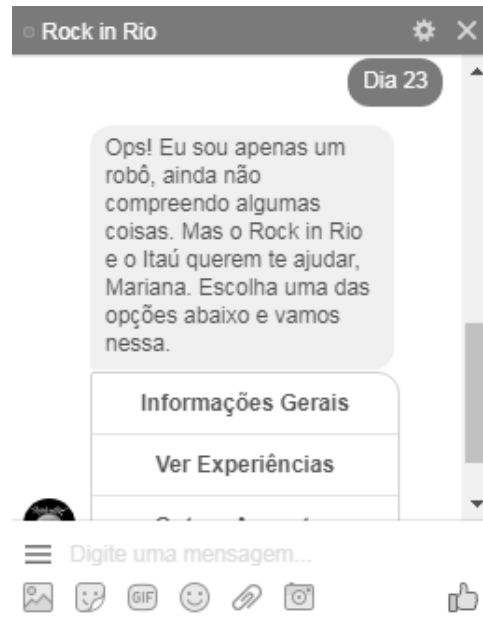 Rock in Rio
Dia 23
Ops! Eu sou apenas um
robô, ainda não
compreendo algumas
coisas. Mas o Rock in Rio
e o Itaú querem te ajudar,
Mariana. Escolha uma das
opções abaixo e vamos
nessa.
Informações Gerais
Ver Experiências
Digite uma mensagem...
GIF